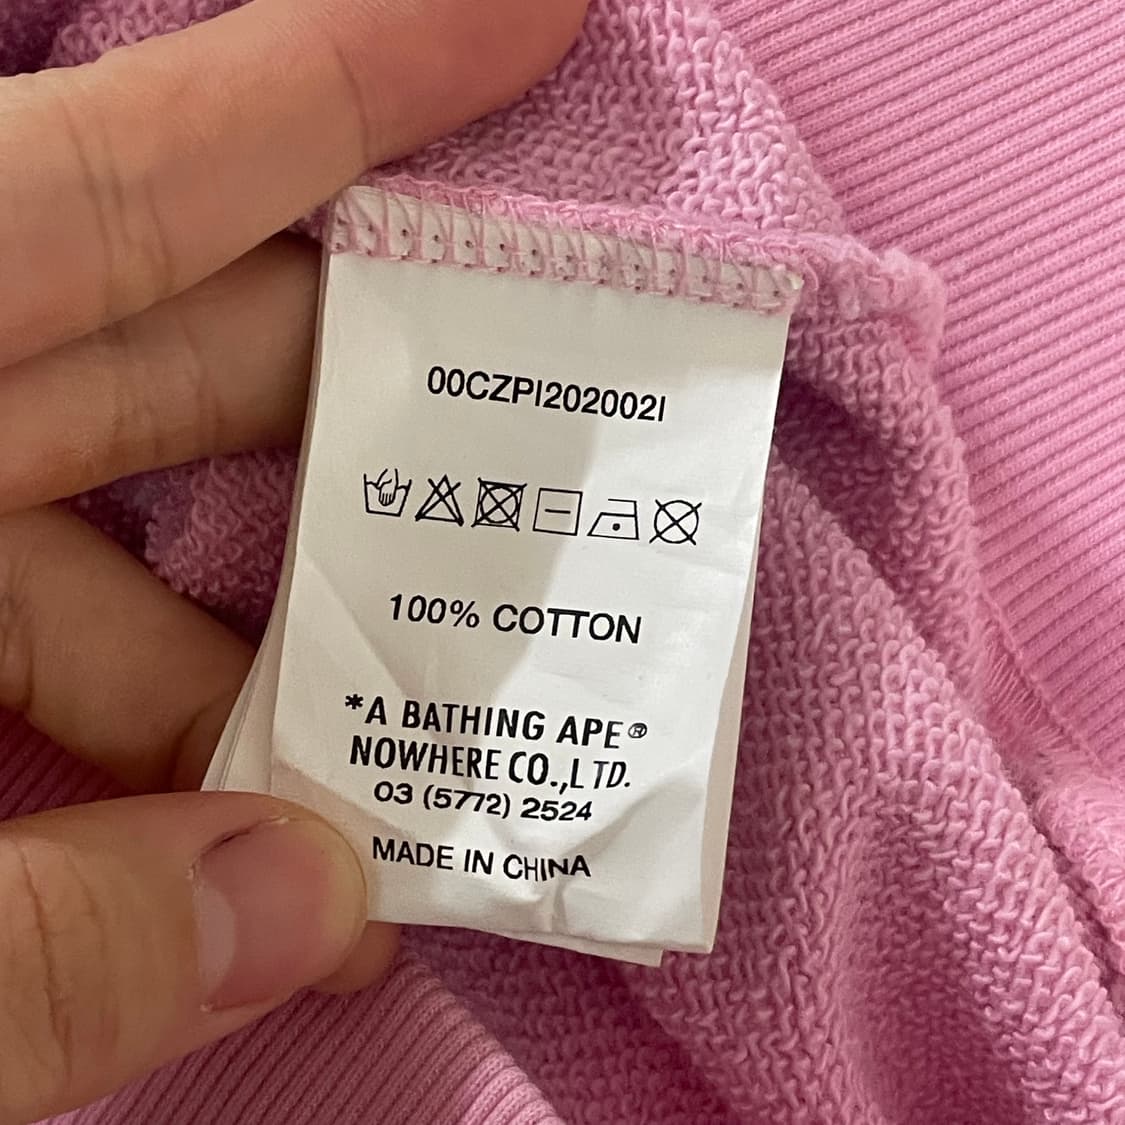 00CZPI202002I
100% COTTON
*A BATHING APE®
NOWHERE CO.,LTD.
03 (5772) 2524
MADE IN CHINA